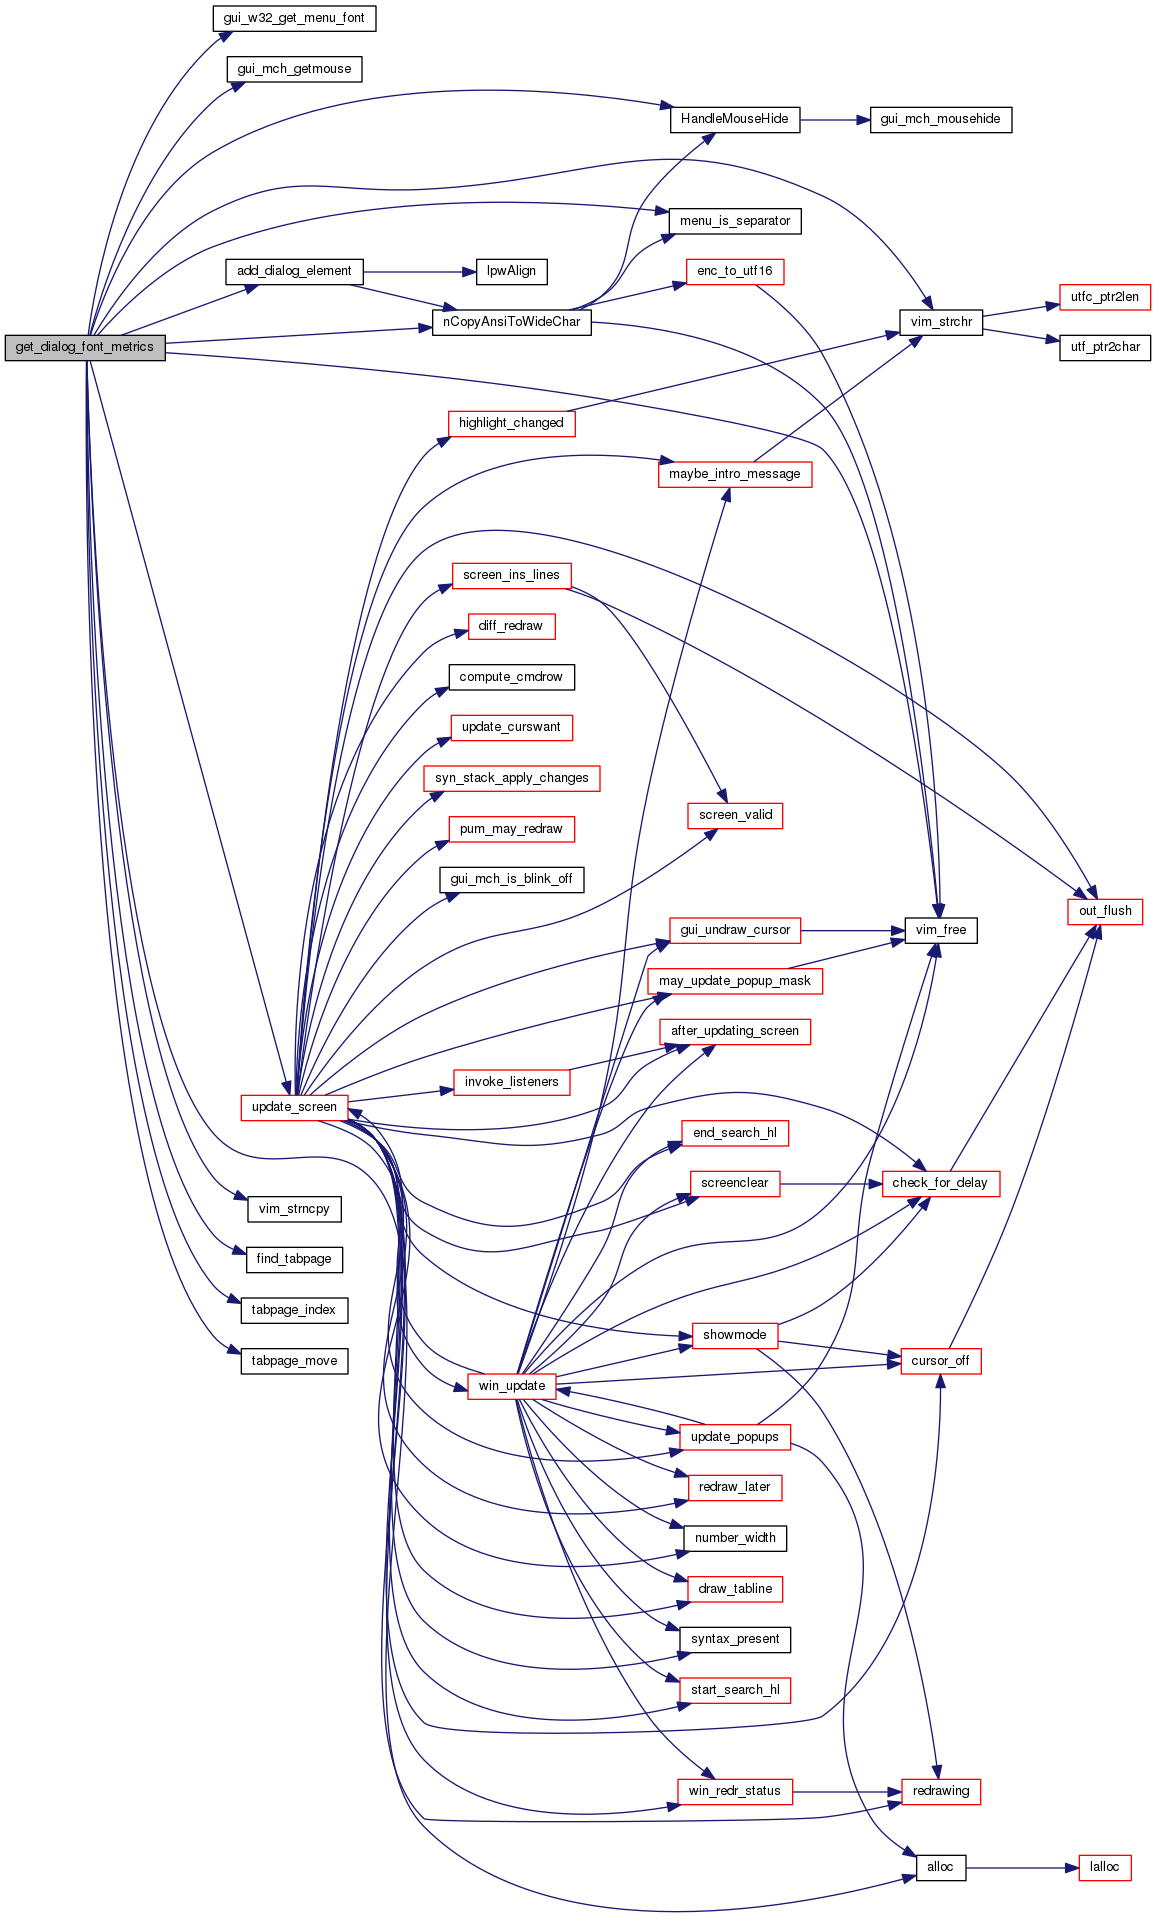 gui_w32_get_menu_font
gui_mch_getmouse
HandleMouseHide
gui_mch_mousehide
menu_is_separator
add_dialog_element
lpwAlign
enc_to_utf16
utfc_ptr2len
nCopyAnsiToWideChar
vim_strchr
get_dialog_font_metrics
utf_ptr2char
highlight_changed
maybe_intro_message
screen_ins_lines
diff_redraw
compute_cmdrow
update_curswant
syn_stack_apply_changes
screen_valid
pum_may_redraw
gui_mch_is_blink_off
out_flush
gui_undraw_cursor
vim_free
may_update_popup_mask
after_updating_screen
invoke_listeners
update_screen
end_search_hl
screenclear
check_for_delay
vim_strncpy
find_tabpage
tabpage_index
showmode
tabpage_move
cursor_off
win_update
update_popups
redraw_later
number_width
draw_tabline
syntax_present
start_search_hl
win_redr_status
redrawing
alloc
lalloc